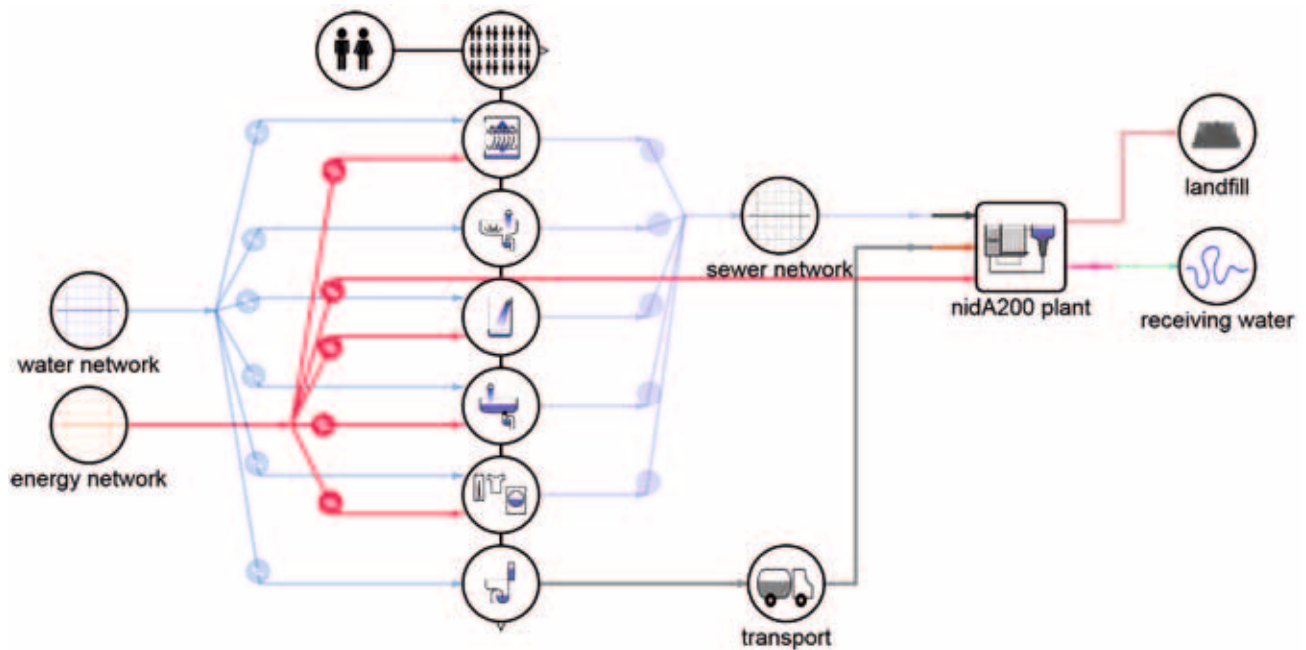 landfill
sewer network
nidA200 plant
receiving water
water network
energy network
transport